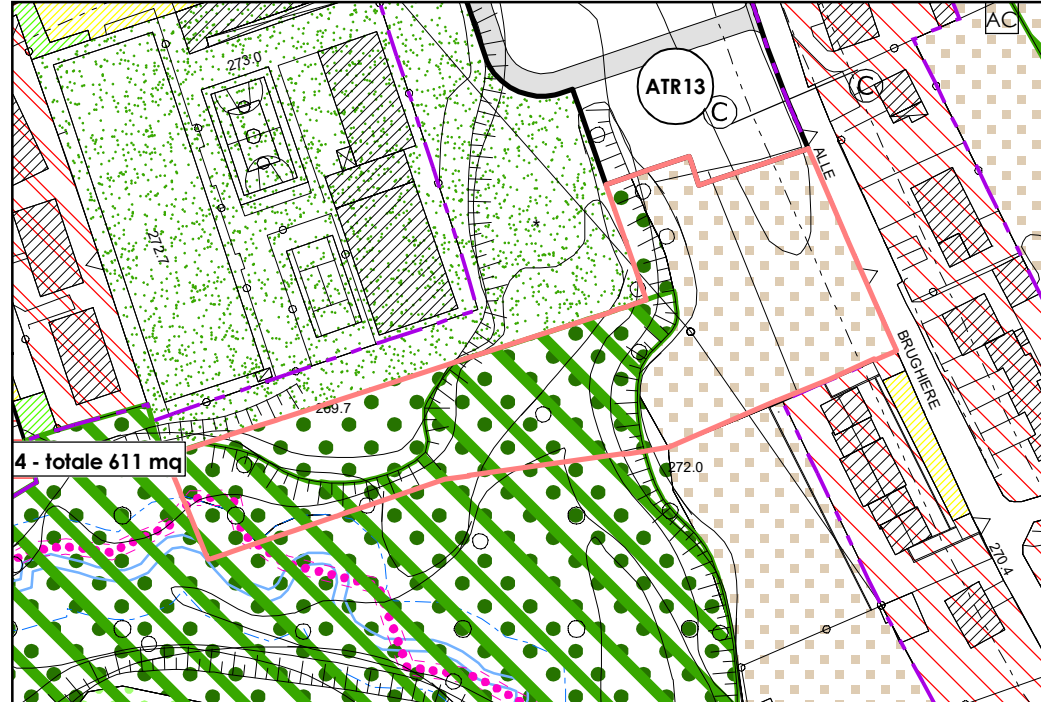 AC
273.0
ATR13
C
C
ALLE
272.7
BRUGHIERE
269.7
4 - totale 611 mq
272.0
270.4